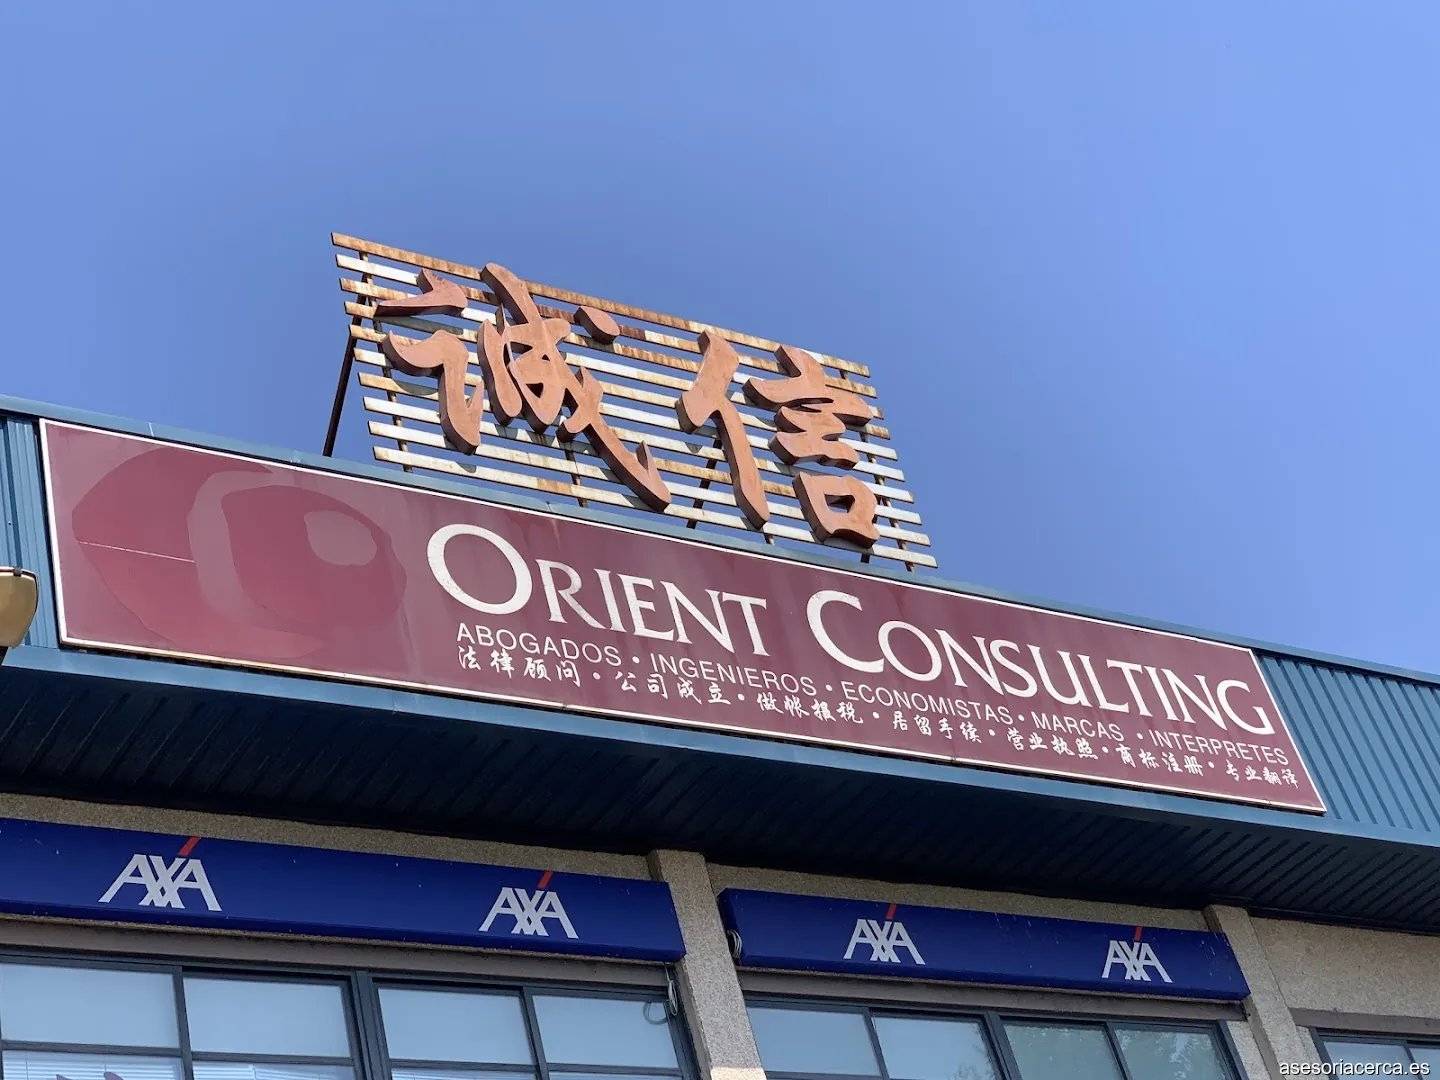 诚信
ORIENT CONSULTING
ABOGADOS · INGENIEROS · ECONOMISTAS · MARCAS · INTERPRETES
法律顾问 · 公司成立 · 做帐报税 · 居留手续 · 营业执照 · 商标注册 · 专业翻译
AXA AXA AXA AXA
asesoriacerca.es